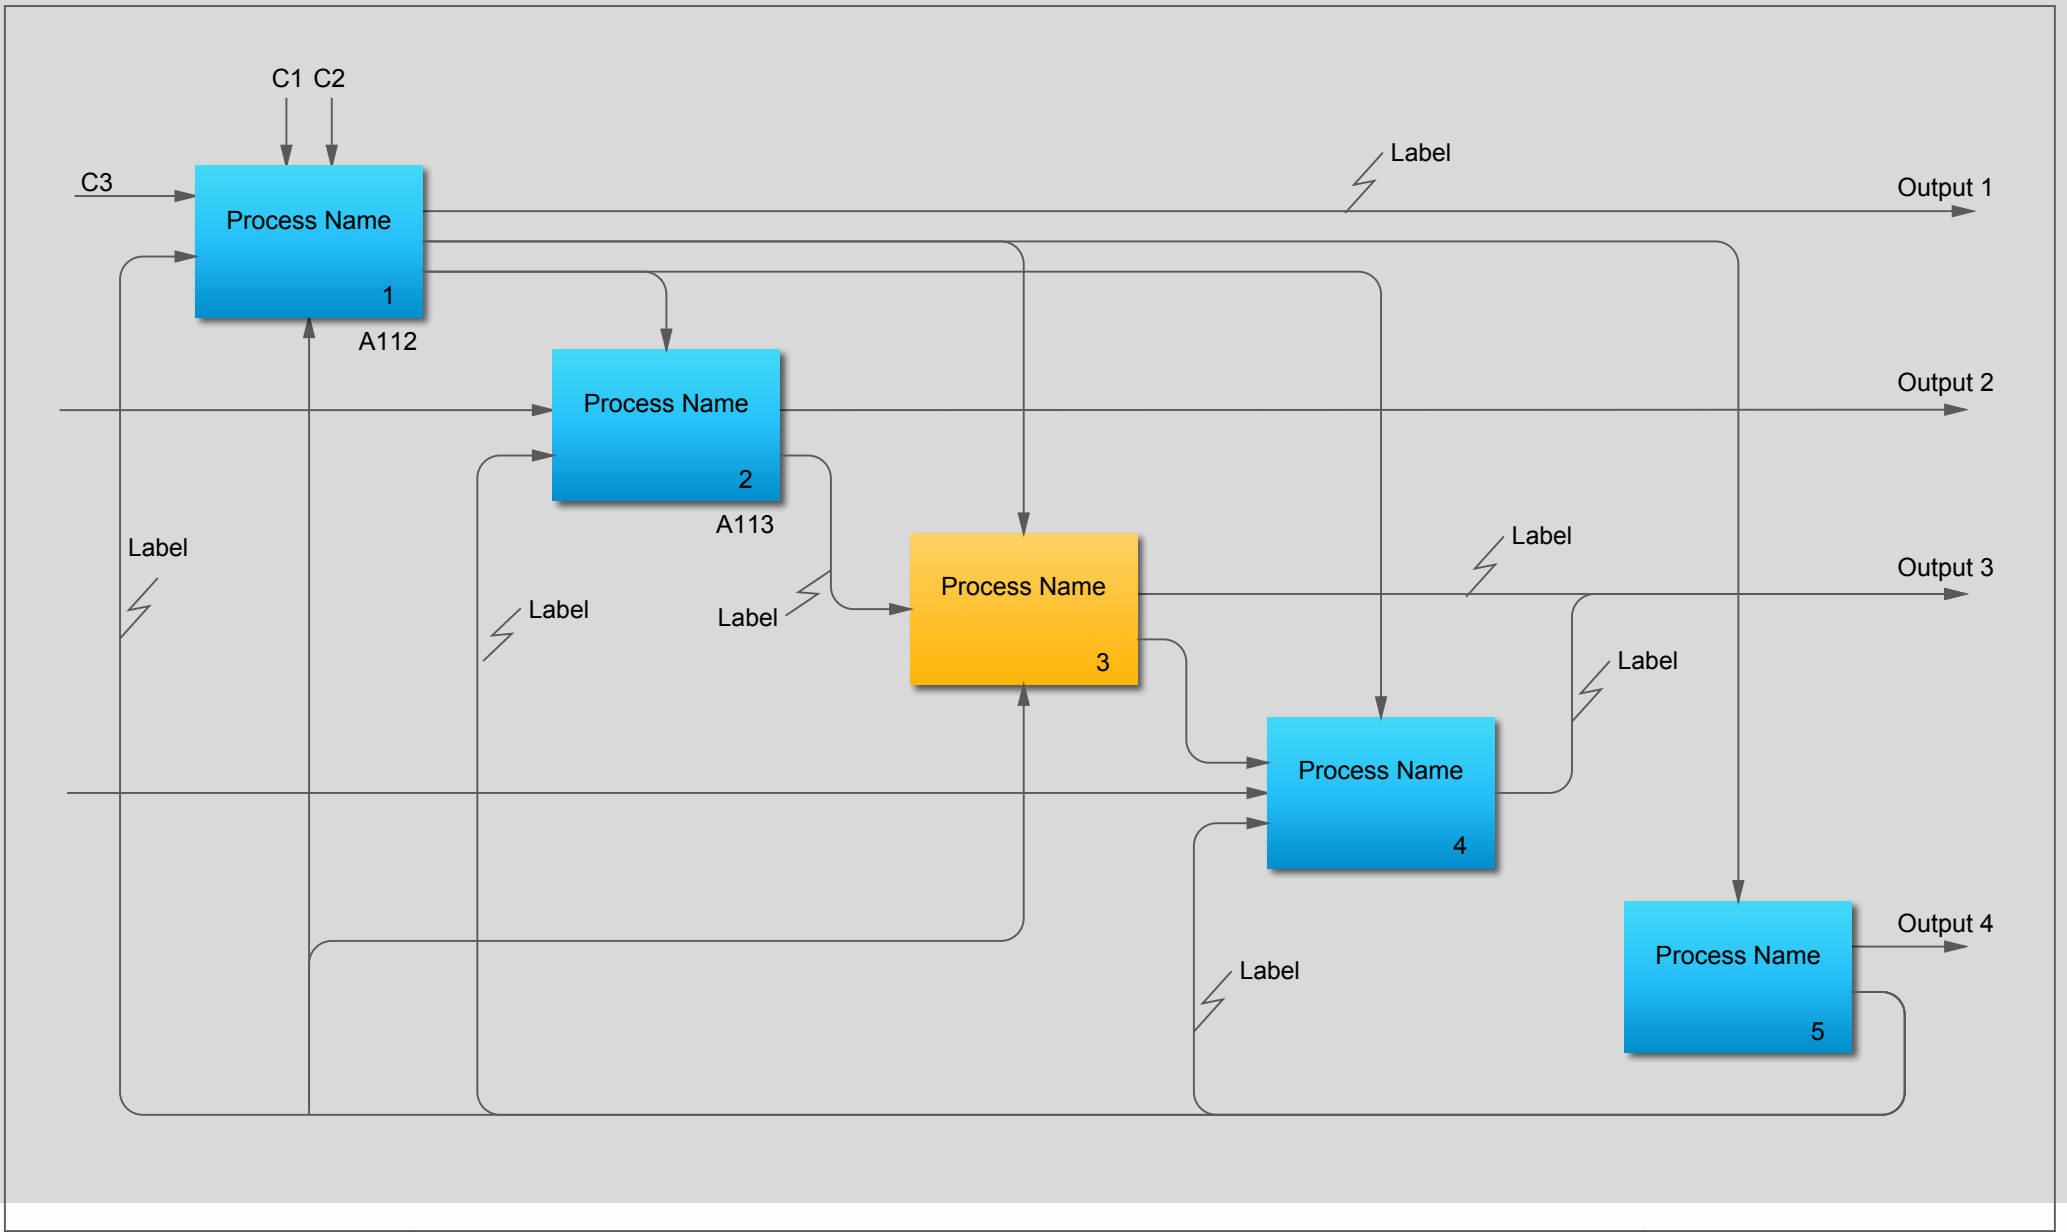 C1 C2
Label
C3
Output 1
Process Name
1
A112
Output 2
Process Name
2
A113
Label
Label
Output 3
Process Name
Label
Label
3
Label
Process Name
4
Output 4
Process Name
Label
5